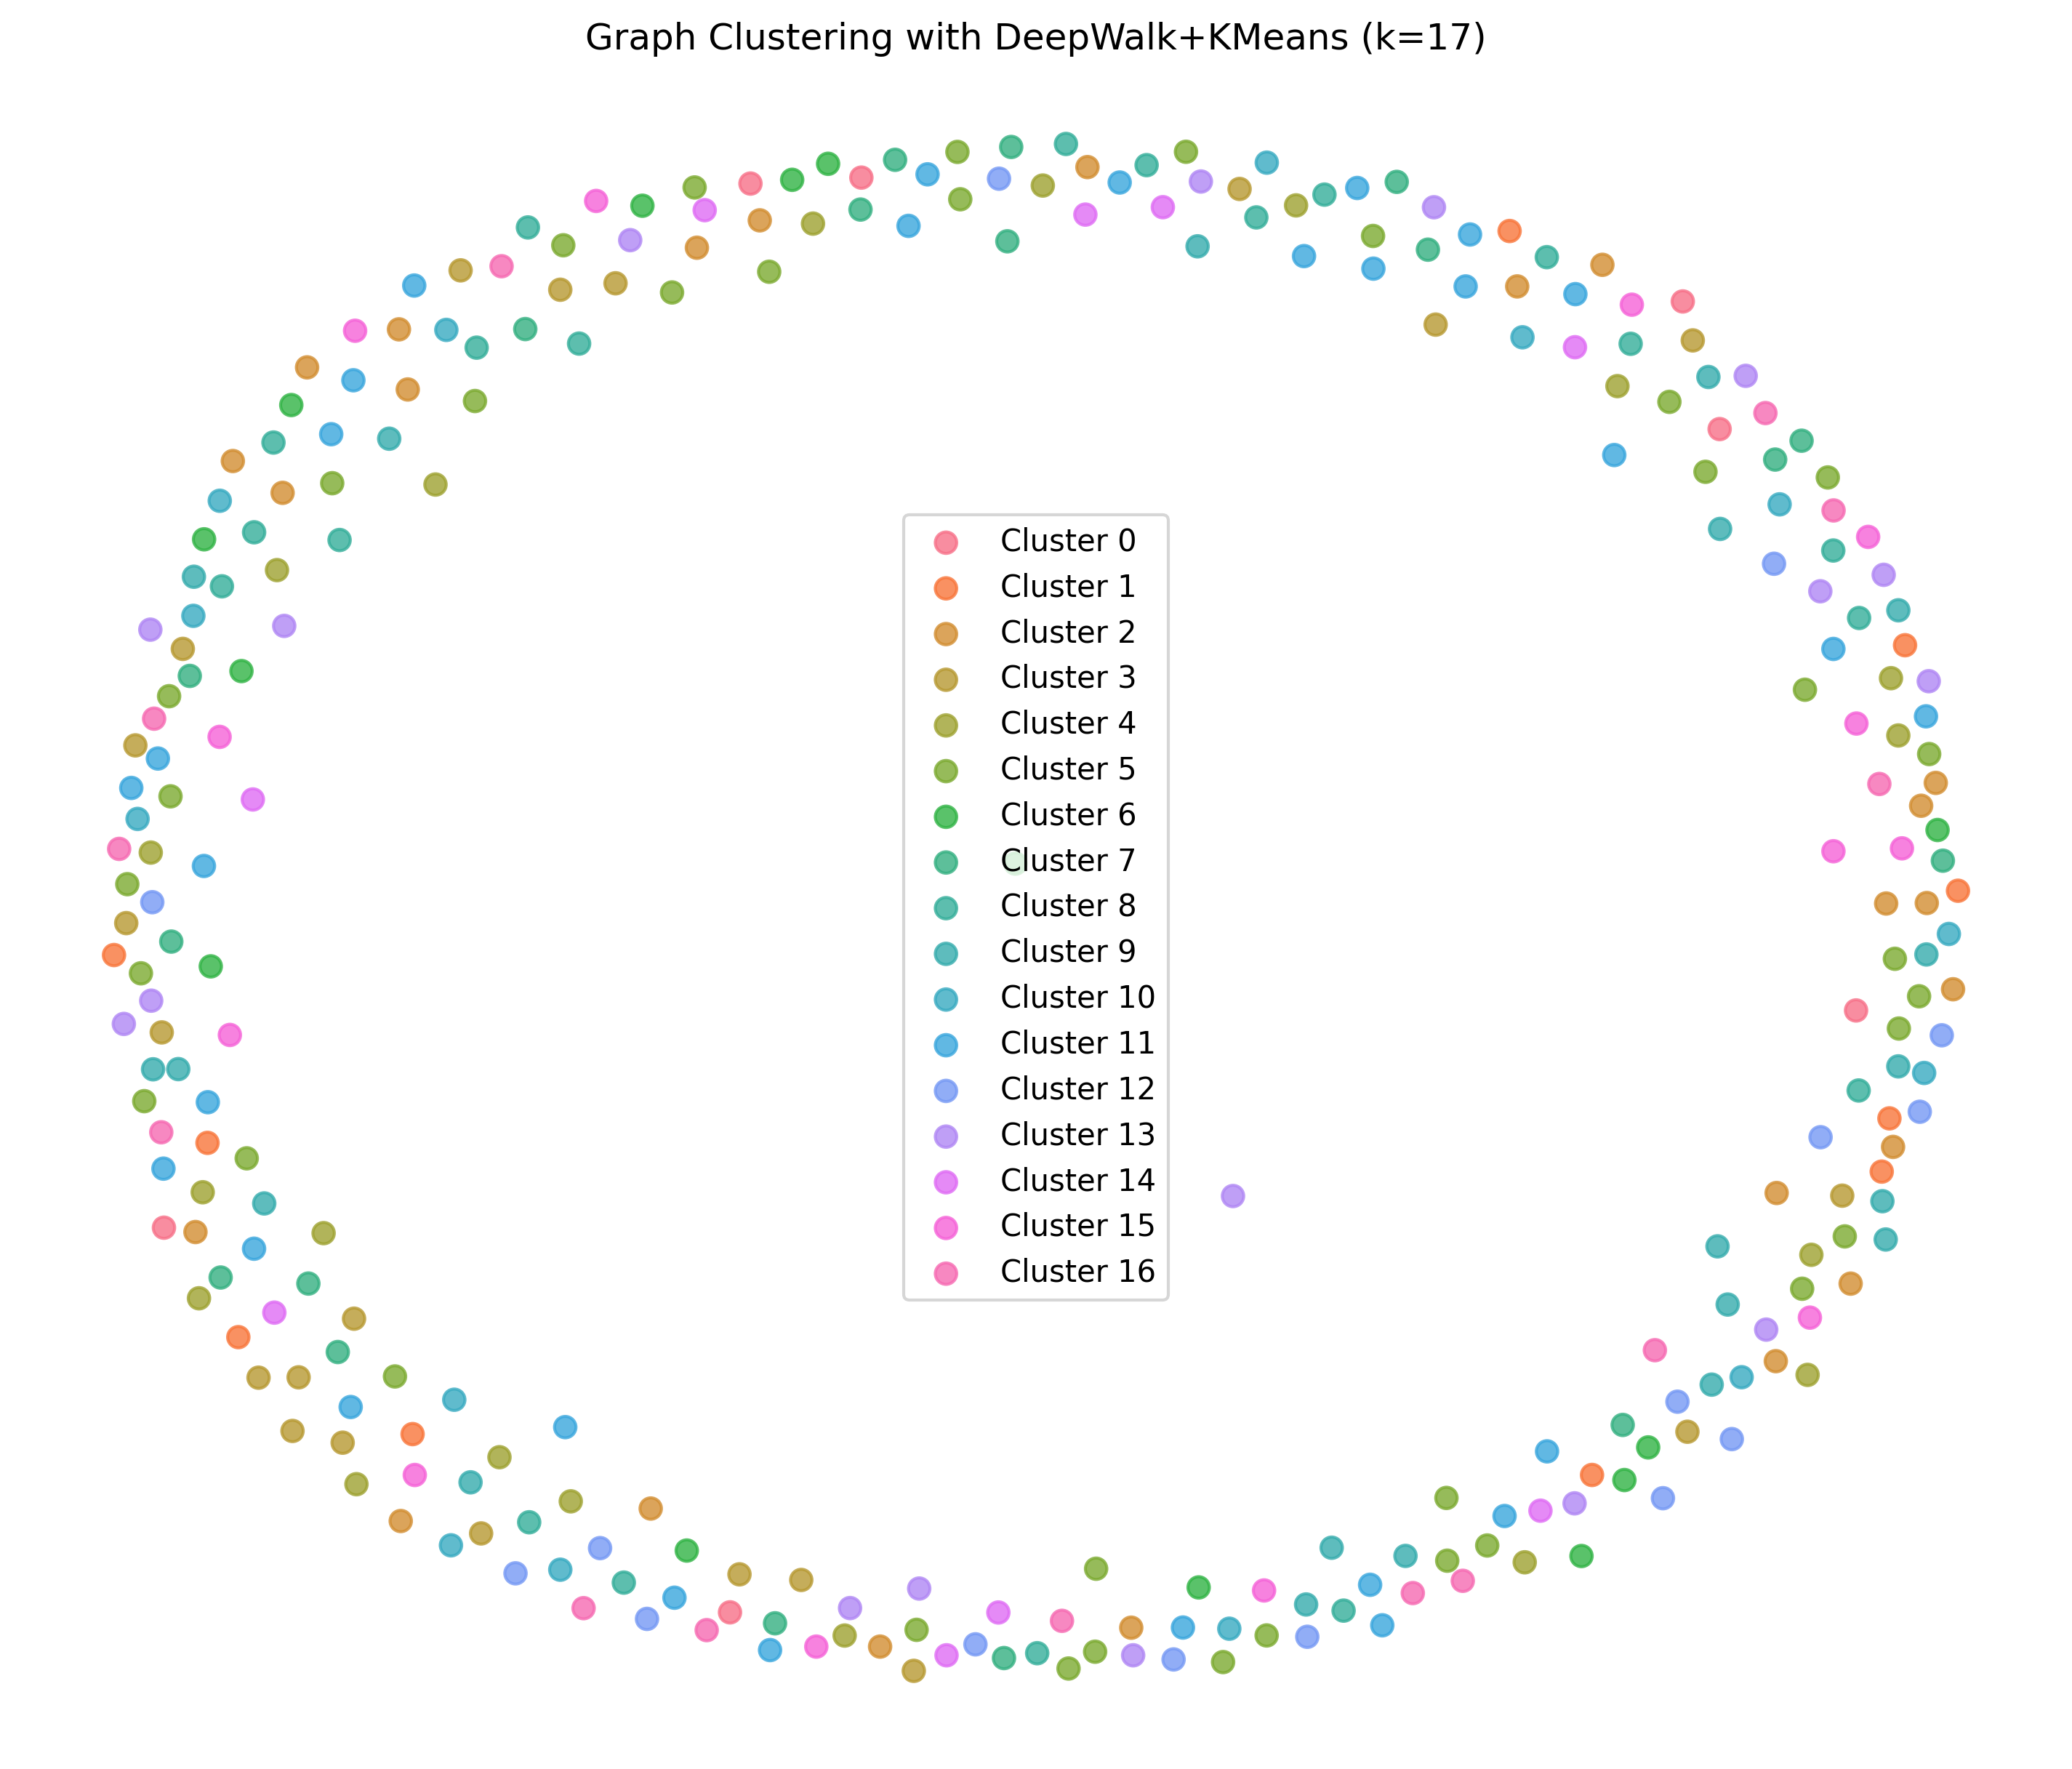 Graph Clustering with DeepWalk+KMeans (k=17)
Cluster 0
Cluster 1
Cluster 2
Cluster 3
Cluster 4
Cluster 5
Cluster 6
Cluster 7
Cluster 8
Cluster 9
Cluster 10
Cluster 11
Cluster 12
Cluster 13
Cluster 14
Cluster 15
Cluster 16